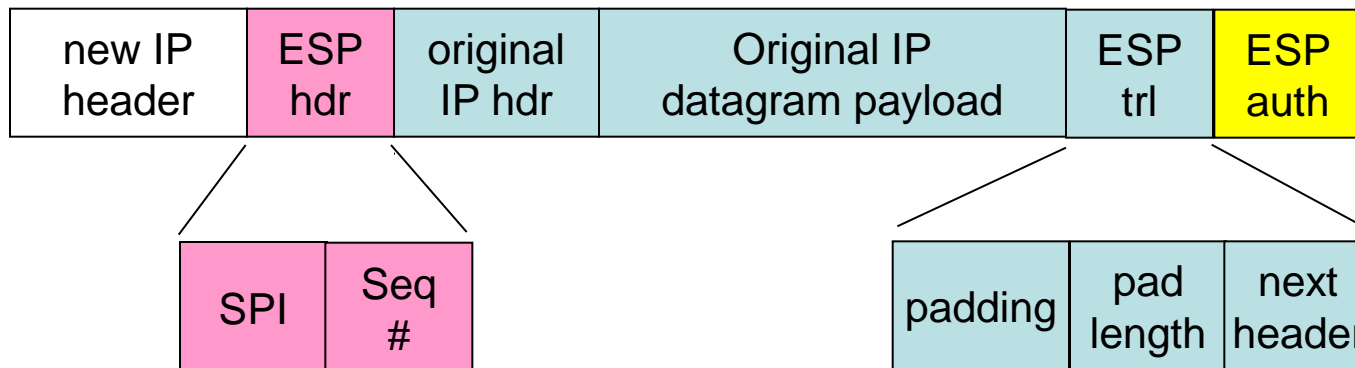 new IP
header
ESP
hdr
original
IP hdr
Original IP
datagram payload
ESP
trl
ESP
auth
SPI
Seq
#
padding
pad
length
next
header